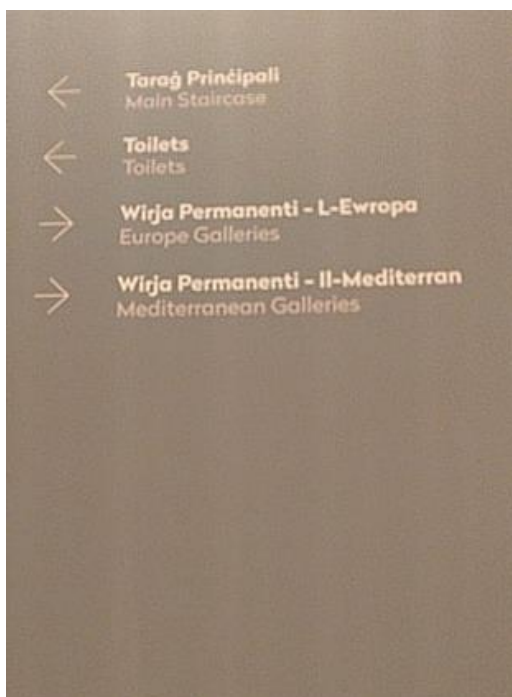 Taraġ Prinċipali
Main Staircase
Toilets
Toilets
Wirja Permanenti - L-Ewropa
Europe Galleries
Wirja Permanenti - Il-Mediterran
Mediterranean Galleries